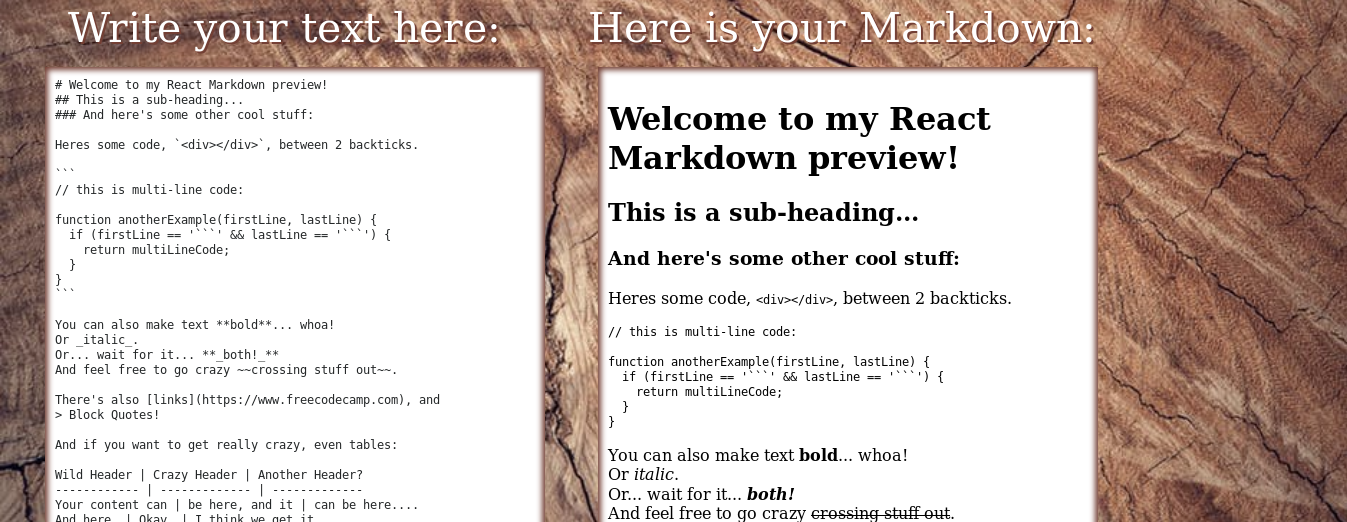 Write your text here:
# Welcome to my React Markdown preview!
## This is a sub-heading...
### And here's some other cool stuff:
Heres some code, `<div></div>`, between 2 backticks.
```
// this is multi-line code:
function anotherExample(firstLine, lastLine) {
  if (firstLine == '```' && lastLine == '```') {
    return multiLineCode;
  }
}
```
You can also make text **bold**... whoa!
Or _italic_.
Or... wait for it... **_both!_**
And feel free to go crazy ~~crossing stuff out~~.
There's also [links](https://www.freecodecamp.com), and
> Block Quotes!
And if you want to get really crazy, even tables:
Wild Header | Crazy Header | Another Header?
------------ | ------------- | -------------
Your content can | be here, and it | can be here....
And here. | Okay. | I think we get it.
Here is your Markdown:
Welcome to my React
Markdown preview!
This is a sub-heading...
And here's some other cool stuff:
Heres some code, <div></div>, between 2 backticks.
// this is multi-line code:
function anotherExample(firstLine, lastLine) {
  if (firstLine == '```' && lastLine == '```') {
    return multiLineCode;
  }
}
You can also make text bold... whoa!
Or italic.
Or... wait for it... both!
And feel free to go crazy crossing stuff out.